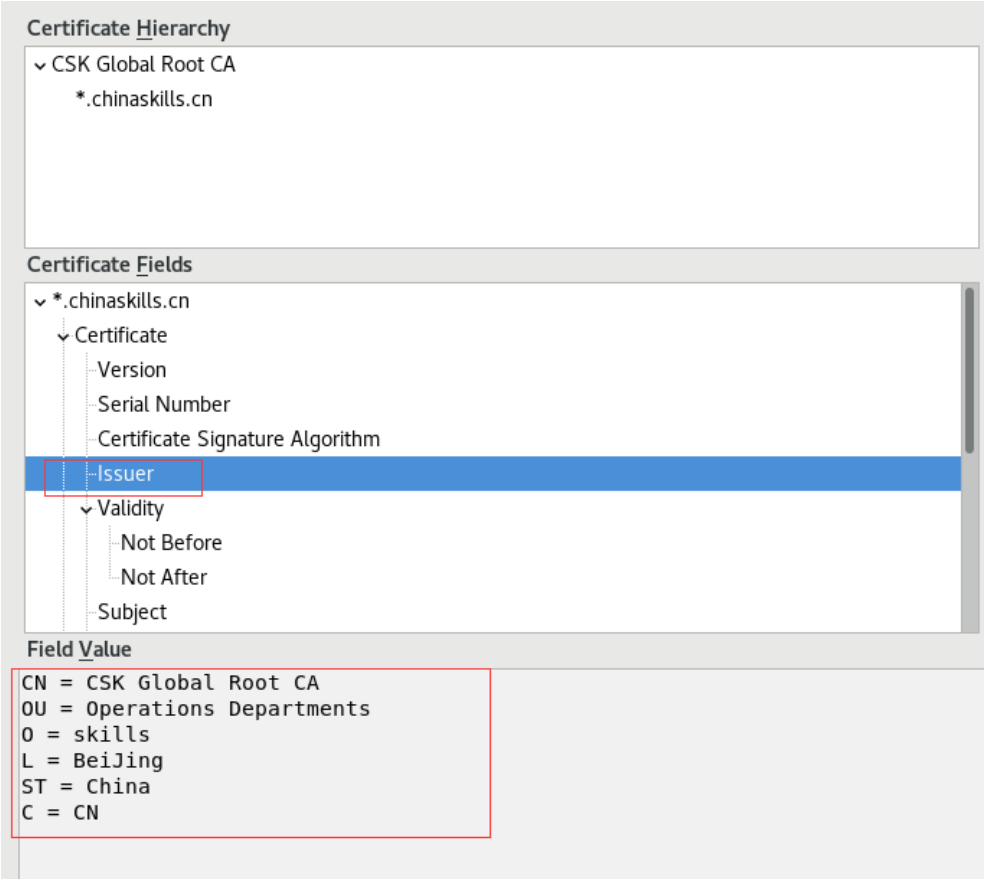 Certificate Hierarchy
CSK Global Root CA
*.chinaskills.cn
Certificate Fields
*.chinaskills.cn
Certificate
Version
Serial Number
Certificate Signature Algorithm
Issuer
Validity
Not Before
Not After
Subject
Field Value
CN = CSK Global Root CA
OU = Operations Departments
O = skills
L = BeiJing
ST = China
C = CN